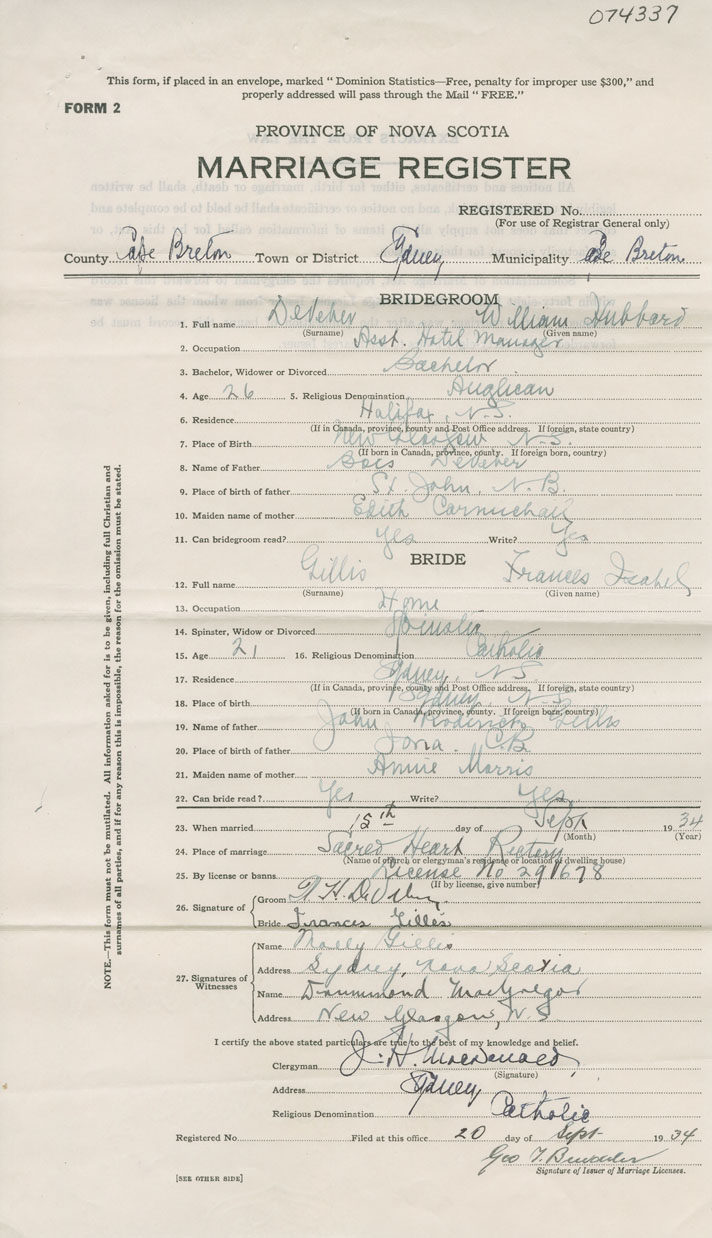 074337
This form, if placed in an envelope, marked " Dominion Statistics—Free, penalty for improper use $300," and
properly addressed will pass through the Mail " FREE."
FORM 2
PROVINCE OF NOVA SCOTIA
MARRIAGE REGISTER
REGISTERED No.
(For use of Registrar General only)
County Cape Breton Town or District Sydney Municipality Cape Breton
BRIDEGROOM
1. Full name DeVeber William Hubbard
(Surname) (Given name)
2. Occupation Asst. Hotel Manager
3. Bachelor, Widower or Divorced Bachelor
4. Age 26 5. Religious Denomination Anglican
6. Residence Halifax, N.S.
(If in Canada, province, county and Post Office address. If foreign, state country)
7. Place of Birth New Glasgow N.S.
(If born in Canada, province, county. If foreign born, county)
8. Name of Father Boies DeVeber
9. Place of birth of father St. John, N.B.
10. Maiden name of mother Edith Carmichael
11. Can bridegroom read? Yes Write? Yes
BRIDE
12. Full name Gillis Frances Isabel
(Surname) (Given name)
13. Occupation Home
14. Spinster, Widow or Divorced Spinster
15. Age 21 16. Religious Denomination Catholic
17. Residence Sydney, N.S.
(If in Canada, province, county and Post Office address. If foreign, state country)
18. Place of birth Sydney, N.S.
(If born in Canada, province, county. If foreign born, county)
19. Name of father John Roderick Gillis
20. Place of birth of father Iona. C.B.
21. Maiden name of mother Annie Morris
22. Can bride read? Yes Write? Yes
23. When married 15th day of Sept 1934
(Month) (Year)
24. Place of marriage Sacred Heart Rectory
(Name of church or clergyman's residence or location of dwelling house)
25. By license or banns. License No 291678
(If by license, give number)
26. Signature of Groom W. H. DeVeber
Bride Frances Gillis
27. Signatures of Witnesses Name Molly Gillis
Address Sydney, Nova Scotia
Name Drummond MacGregor
Address New Glasgow, N.S
I certify the above stated particulars are true to the best of my knowledge and belief.
Clergyman J. H. Macdonald
(Signature)
Address Sydney
Religious Denomination Catholic
Registered No. Filed at this office 20 day of Sept 1934
Geo T.
Signature of Issuer of Marriage Licenses.
[SEE OTHER SIDE]
NOTE.—This form must not be mutilated. All information asked for is to be given, including full Christian and
surnames of all parties, and if for any reason this is impossible, the reason for the omission must be stated.